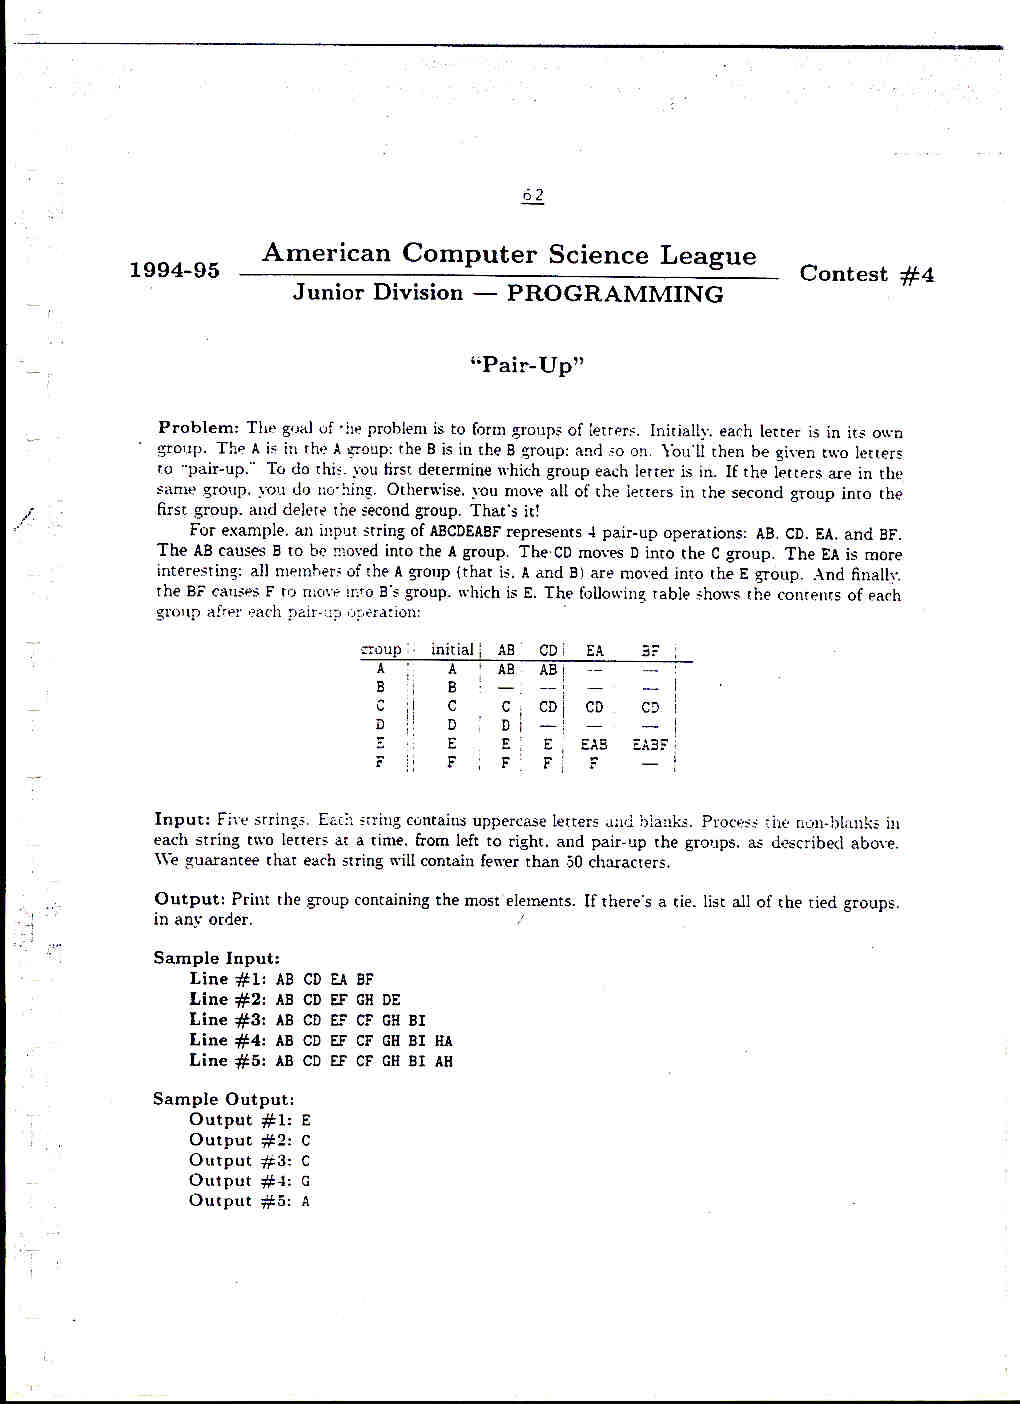 62
American Computer Science League
1994-95 Contest #4
Junior Division — PROGRAMMING
“Pair-Up”
Problem: The goal of the problem is to form groups of letters. Initially, each letter is in its own
group. The A is in the A group; the B is in the B group; and so on. You'll then be given two letters
to “pair-up.” To do this, you first determine which group each letter is in. If the letters are in the
same group, you do nothing. Otherwise, you move all of the letters in the second group into the
first group, and delete the second group. That's it!
For example, an input string of ABCDEABF represents 4 pair-up operations: AB, CD, EA, and BF.
The AB causes B to be moved into the A group. The CD moves D into the C group. The EA is more
interesting: all members of the A group (that is, A and B) are moved into the E group. And finally,
the BF causes F to move into B's group, which is E. The following table shows the contents of each
group after each pair-up operation:
group initial AB CD EA BF
A A AB AB — —
B B — — — —
C C C CD CD CD
D D D — — —
E E E E EAB EABF
F F F F F —
Input: Five strings. Each string contains uppercase letters and blanks. Process the non-blanks in
each string two letters at a time, from left to right, and pair-up the groups, as described above.
We guarantee that each string will contain fewer than 50 characters.
Output: Print the group containing the most elements. If there's a tie, list all of the tied groups,
in any order.
Sample Input:
Line #1: AB CD EA BF
Line #2: AB CD EF GH DE
Line #3: AB CD EF CF GH BI
Line #4: AB CD EF CF GH BI HA
Line #5: AB CD EF CF GH BI AH
Sample Output:
Output #1: E
Output #2: C
Output #3: C
Output #4: G
Output #5: A